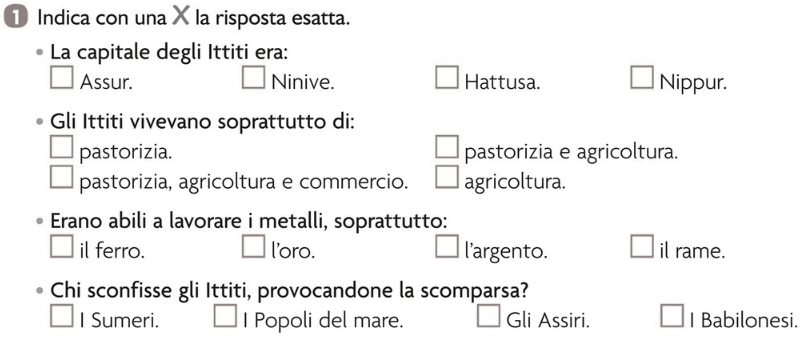 1 Indica con una X la risposta esatta.
• La capitale degli Ittiti era:
☐ Assur. ☐ Ninive. ☐ Hattusa. ☐ Nippur.
• Gli Ittiti vivevano soprattutto di:
☐ pastorizia. ☐ pastorizia e agricoltura.
☐ pastorizia, agricoltura e commercio. ☐ agricoltura.
• Erano abili a lavorare i metalli, soprattutto:
☐ il ferro. ☐ l'oro. ☐ l'argento. ☐ il rame.
• Chi sconfisse gli Ittiti, provocandone la scomparsa?
☐ I Sumeri. ☐ I Popoli del mare. ☐ Gli Assiri. ☐ I Babilonesi.